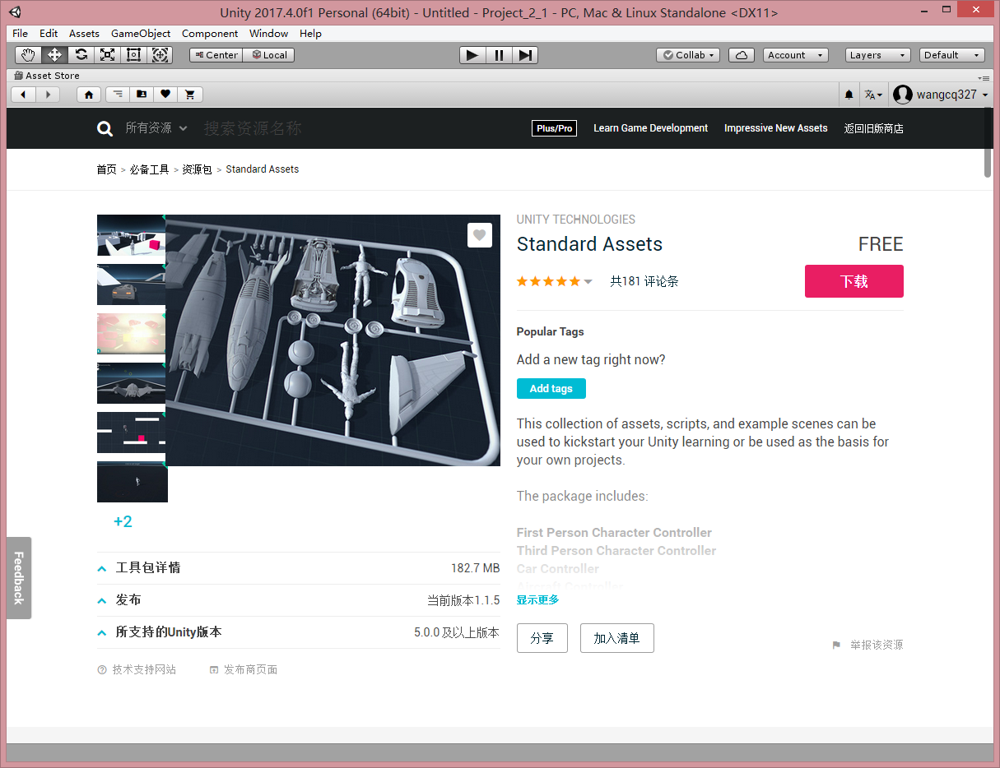 Unity 2017.4.0f1 Personal (64bit) - Untitled - Project_2_1 - PC, Mac & Linux Standalone <DX11>
File Edit Assets GameObject Component Window Help
Center Local Collab Account Layers Default
Asset Store
wangcq327
所有资源 搜索资源名称 Plus/Pro Learn Game Development Impressive New Assets 返回旧版商店
首页 > 必备工具 > 资源包 > Standard Assets
UNITY TECHNOLOGIES
Standard Assets FREE
共181 评论条 下载
Popular Tags
Add a new tag right now?
Add tags
This collection of assets, scripts, and example scenes can be
used to kickstart your Unity learning or be used as the basis for
your own projects.
The package includes:
First Person Character Controller
Third Person Character Controller
Car Controller
Aircraft Controller
显示更多
分享 加入清单
举报该资源
+2
工具包详情 182.7 MB
发布 当前版本1.1.5
所支持的Unity版本 5.0.0 及以上版本
技术支持网站 发布商页面
Feedback